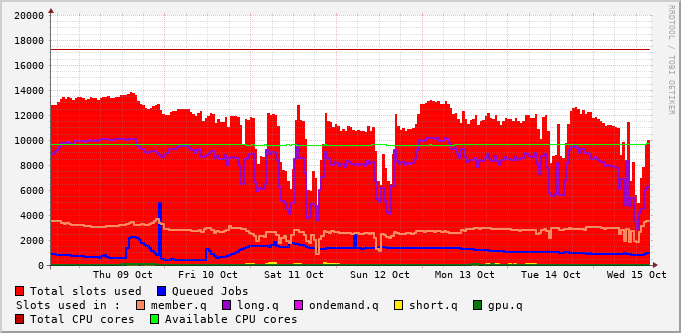 RRDTOOL / TOBI OETIKER
20000
18000
16000
14000
12000
10000
8000
6000
4000
2000
0
Thu 09 Oct Fri 10 Oct Sat 11 Oct Sun 12 Oct Mon 13 Oct Tue 14 Oct Wed 15 Oct
Total slots used Queued Jobs
Slots used in : member.q long.q ondemand.q short.q gpu.q
Total CPU cores Available CPU cores